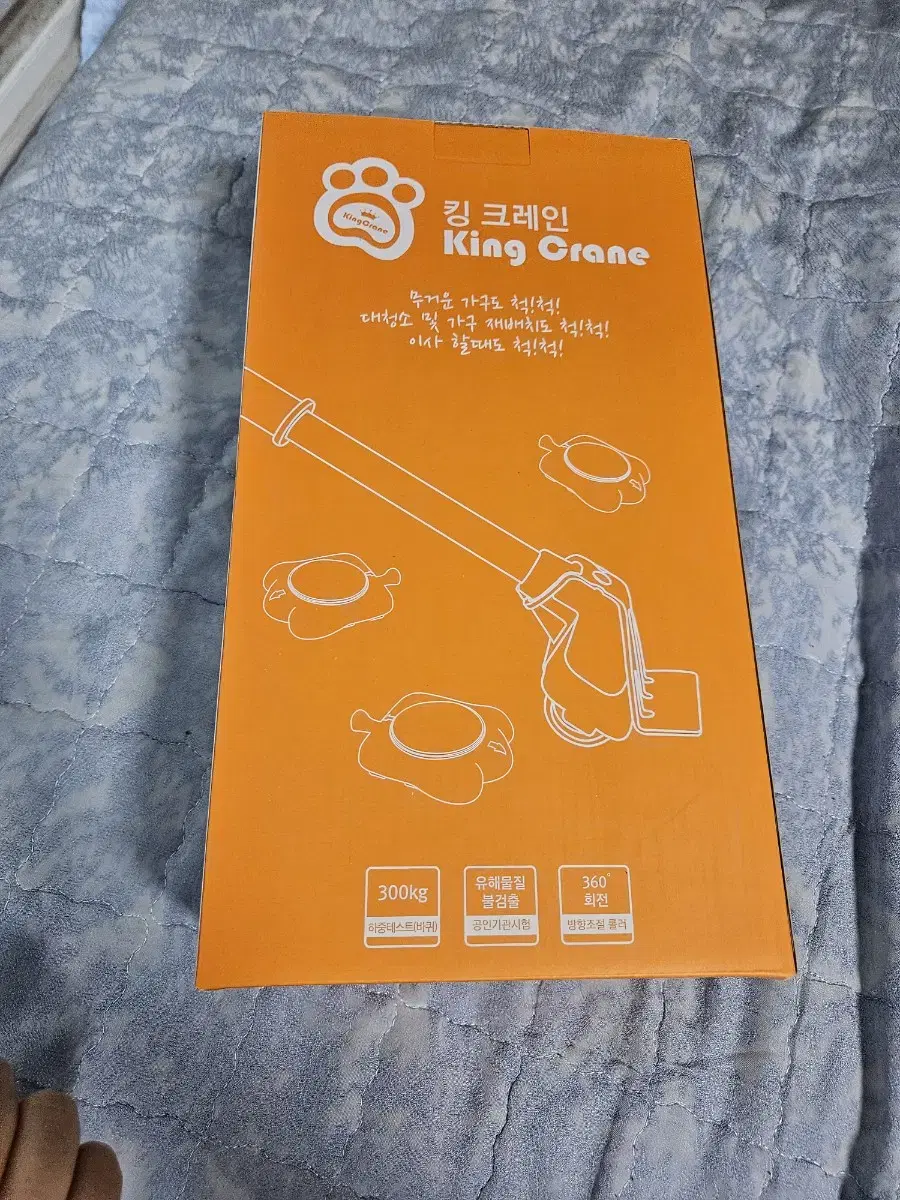 KingCrane
킹 크레인
King Crane
무거운 가구도 척!척!
대청소 및 가구 재배치도 척!척!
이사 할때도 척!척!
300kg
하중테스트(바퀴)
유해물질
불검출
공인기관시험
360°
회전
방향조절 롤러